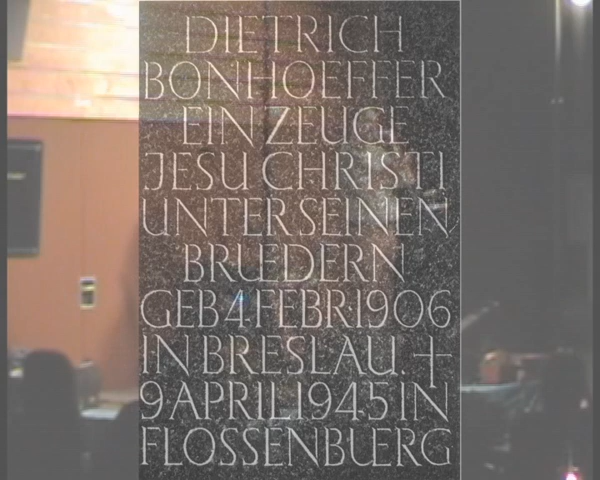 DIETRICH
BONHOEFFER
EIN ZEUGE
JESU CHRISTI
UNTER SEINEN
BRUEDERN
GEB 4 FEBR 1906
IN BRESLAU. +
9 APRIL 1945 IN
FLOSSENBUERG